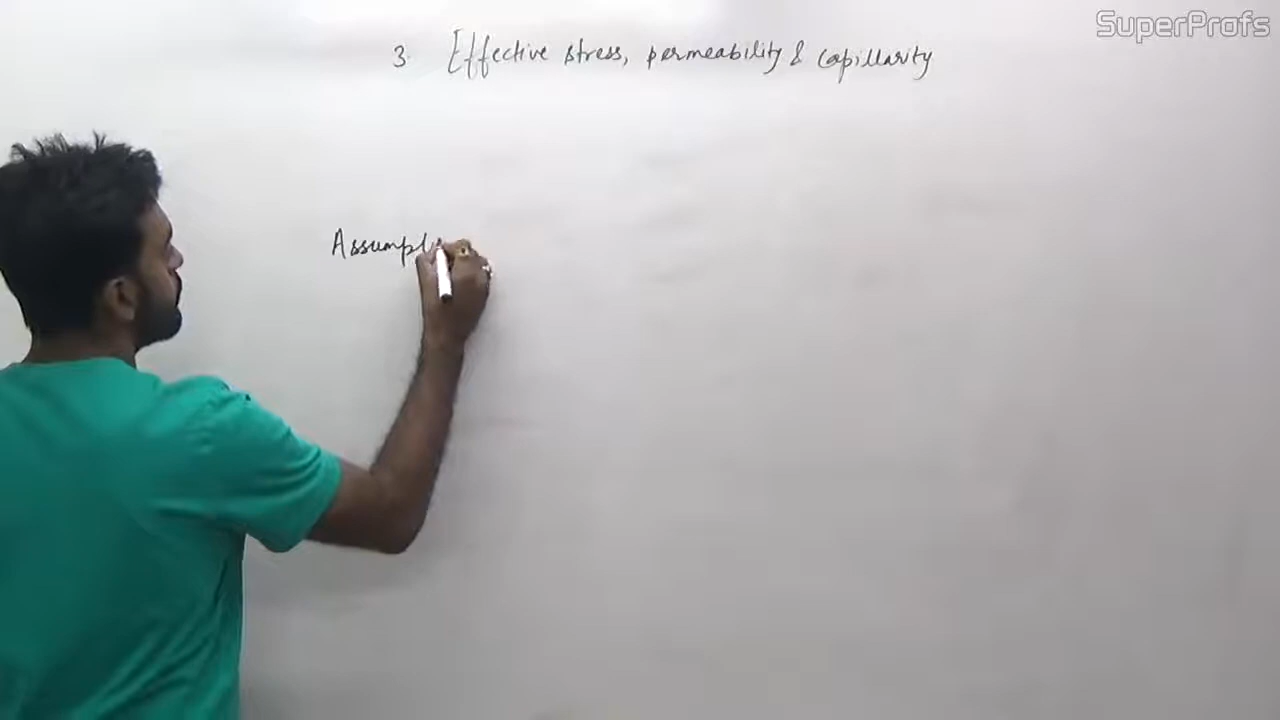 SuperProfs
3. Effective stress, permeability & capillarity
Assumpt